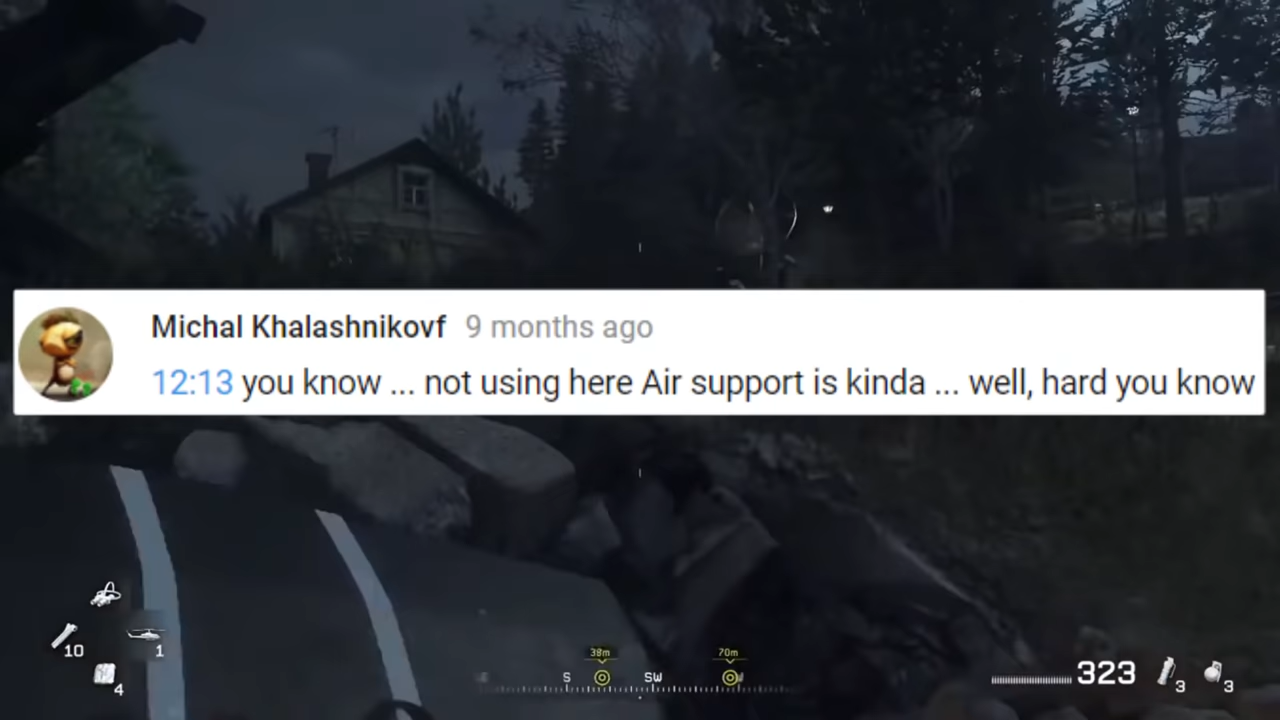 Michal Khalashnikovf 9 months ago
12:13 you know ... not using here Air support is kinda ... well, hard you know
10
1
4
38m
70m
S
SW
323
3
3